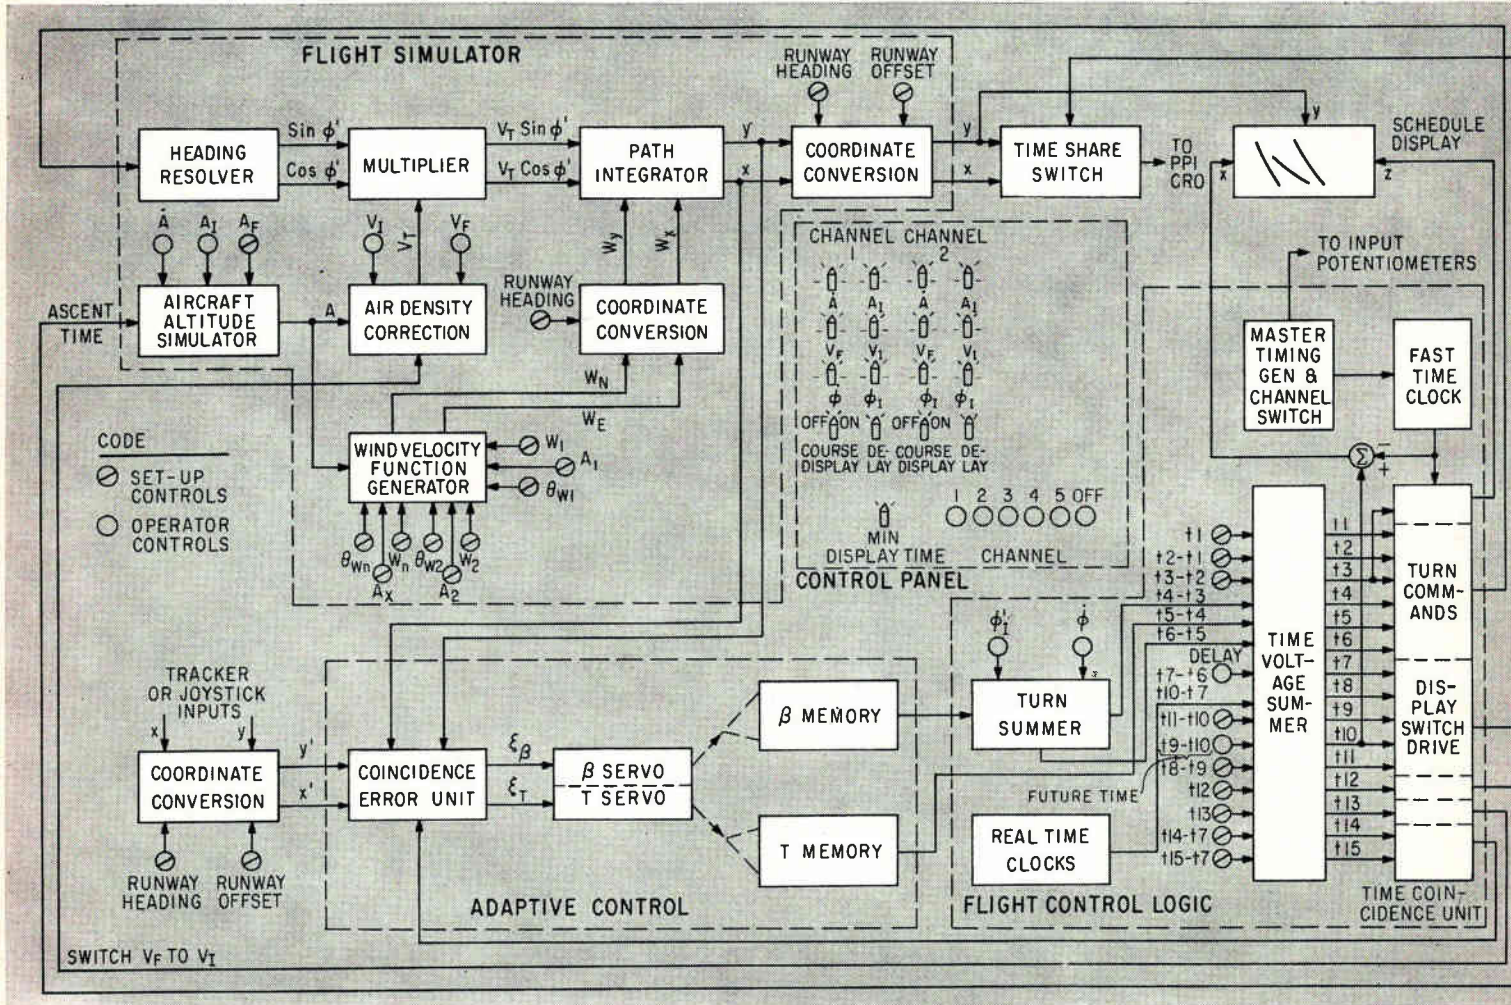 FLIGHT SIMULATOR
RUNWAY
HEADING
RUNWAY
OFFSET
HEADING
RESOLVER
Sin ϕ'
Cos ϕ'
MULTIPLIER
V_T Sin ϕ'
V_T Cos ϕ'
PATH
INTEGRATOR
y
x
COORDINATE
CONVERSION
y
x
TIME SHARE
SWITCH
TO
PPI
CRO
y
x
z
SCHEDULE
DISPLAY
Ȧ
A_I
A_F
V_I
V_T
V_F
W_y
W_x
ASCENT
TIME
AIRCRAFT
ALTITUDE
SIMULATOR
A
AIR DENSITY
CORRECTION
RUNWAY
HEADING
COORDINATE
CONVERSION
W_N
W_E
CODE
SET-UP
CONTROLS
OPERATOR
CONTROLS
WIND VELOCITY
FUNCTION
GENERATOR
W_1
A_1
θ_W1
θ_Wn
W_n
θ_W2
W_2
A_x
A_2
CHANNEL CHANNEL
1 2
Ȧ A_I Ȧ A_I
V_F V_I V_F V_I
ϕ ϕ_I ϕ_I ϕ_I
OFF ON OFF ON
COURSE DE- COURSE DE-
DISPLAY LAY DISPLAY LAY
1 2 3 4 5 OFF
MIN
DISPLAY TIME CHANNEL
CONTROL PANEL
TO INPUT
POTENTIOMETERS
MASTER
TIMING
GEN &
CHANNEL
SWITCH
FAST
TIME
CLOCK
Σ
−
+
t1
t2-t1
t3-t2
t4-t3
t5-t4
t6-t5
DELAY
t7-t6
t10-t7
t11-t10
t9-t10
t8-t9
t12
t13
t14-t7
t15-t7
FUTURE TIME
TIME
VOLT-
AGE
SUM-
MER
t1
t2
t3
t4
t5
t6
t7
t8
t9
t10
t11
t12
t13
t14
t15
TURN
COMM-
ANDS
DIS-
PLAY
SWITCH
DRIVE
TIME COIN-
CIDENCE UNIT
TRACKER
OR JOYSTICK
INPUTS
x
y
COORDINATE
CONVERSION
y'
x'
RUNWAY
HEADING
RUNWAY
OFFSET
COINCIDENCE
ERROR UNIT
ξ_β
ξ_T
β SERVO
T SERVO
β MEMORY
T MEMORY
ADAPTIVE CONTROL
ϕ'_I
ϕ̇
TURN
SUMMER
REAL TIME
CLOCKS
FLIGHT CONTROL LOGIC
SWITCH V_F TO V_I